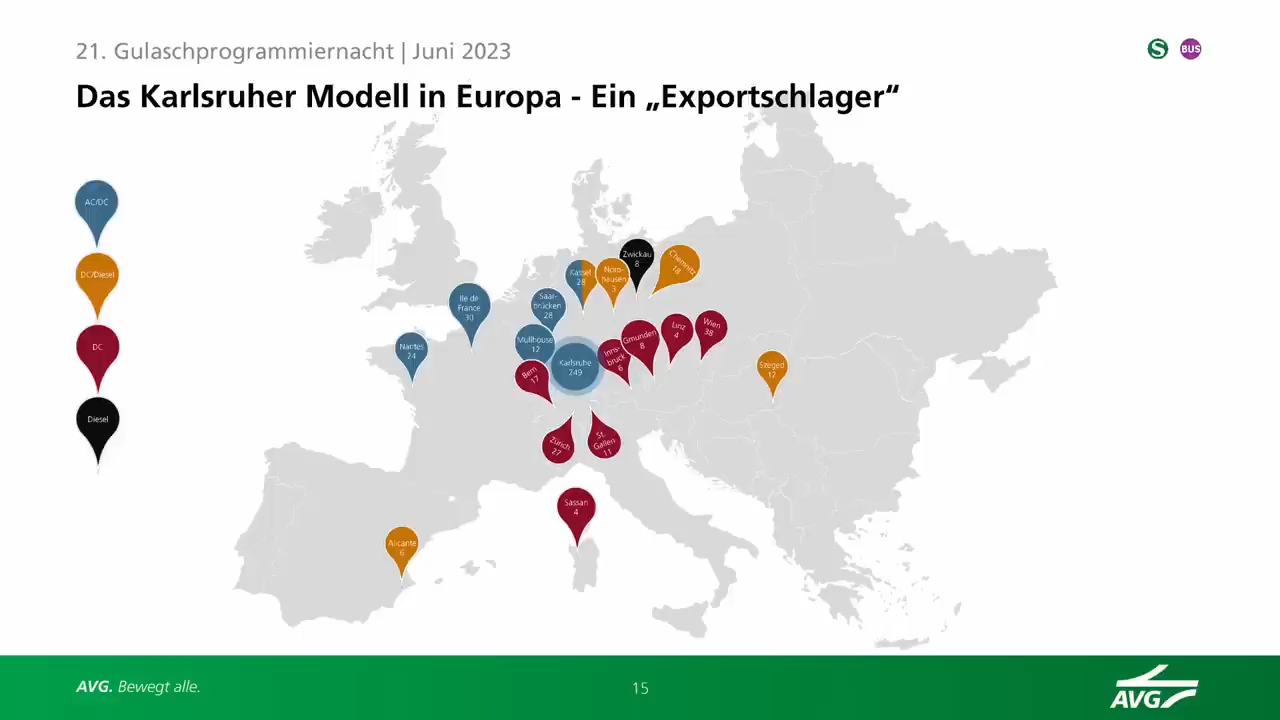 21. Gulaschprogrammiernacht | Juni 2023
S
BUS
Das Karlsruher Modell in Europa - Ein „Exportschlager“
AC/DC
DC/Diesel
DC
Diesel
Zwickau
8
Chemnitz
18
Kassel
28
Nord-
hausen
3
Ile de
France
30
Saar-
brücken
28
Nantes
24
Mullhouse
12
Karlsruhe
249
Inns-
bruck
6
Gmunden
8
Linz
4
Wien
38
Bern
17
Szeged
12
Zürich
27
St.
Gallen
11
Sassari
4
Alicante
6
AVG. Bewegt alle.
15
AVG